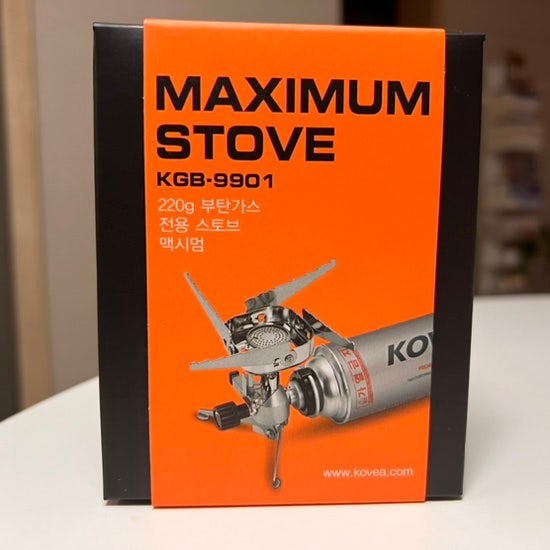 MAXIMUM
STOVE
KGB-9901
220g 부탄가스
전용 스토브
맥시멈
KOVE
www.kovea.com